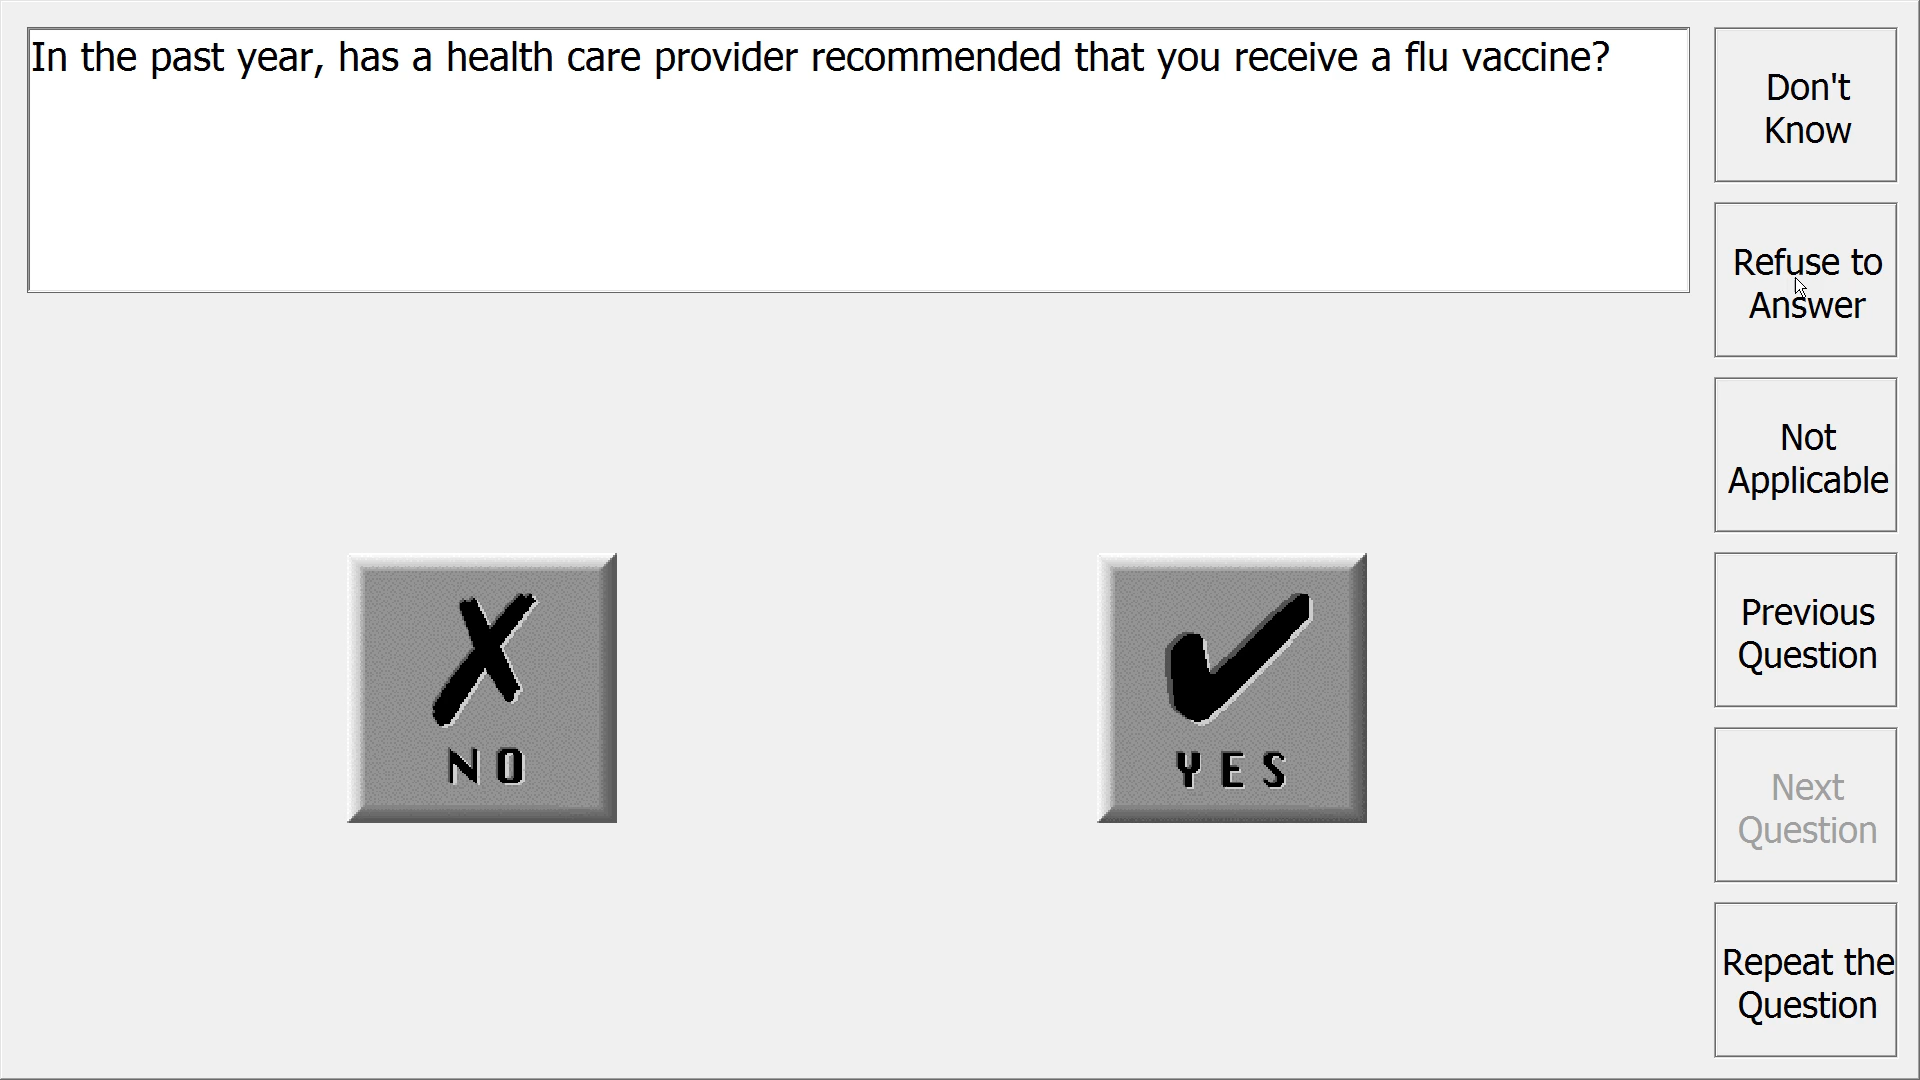 In the past year, has a health care provider recommended that you receive a flu vaccine?
Don't
Know
Refuse to
Answer
Not
Applicable
Previous
Question
Next
Question
Repeat the
Question
NO
YES